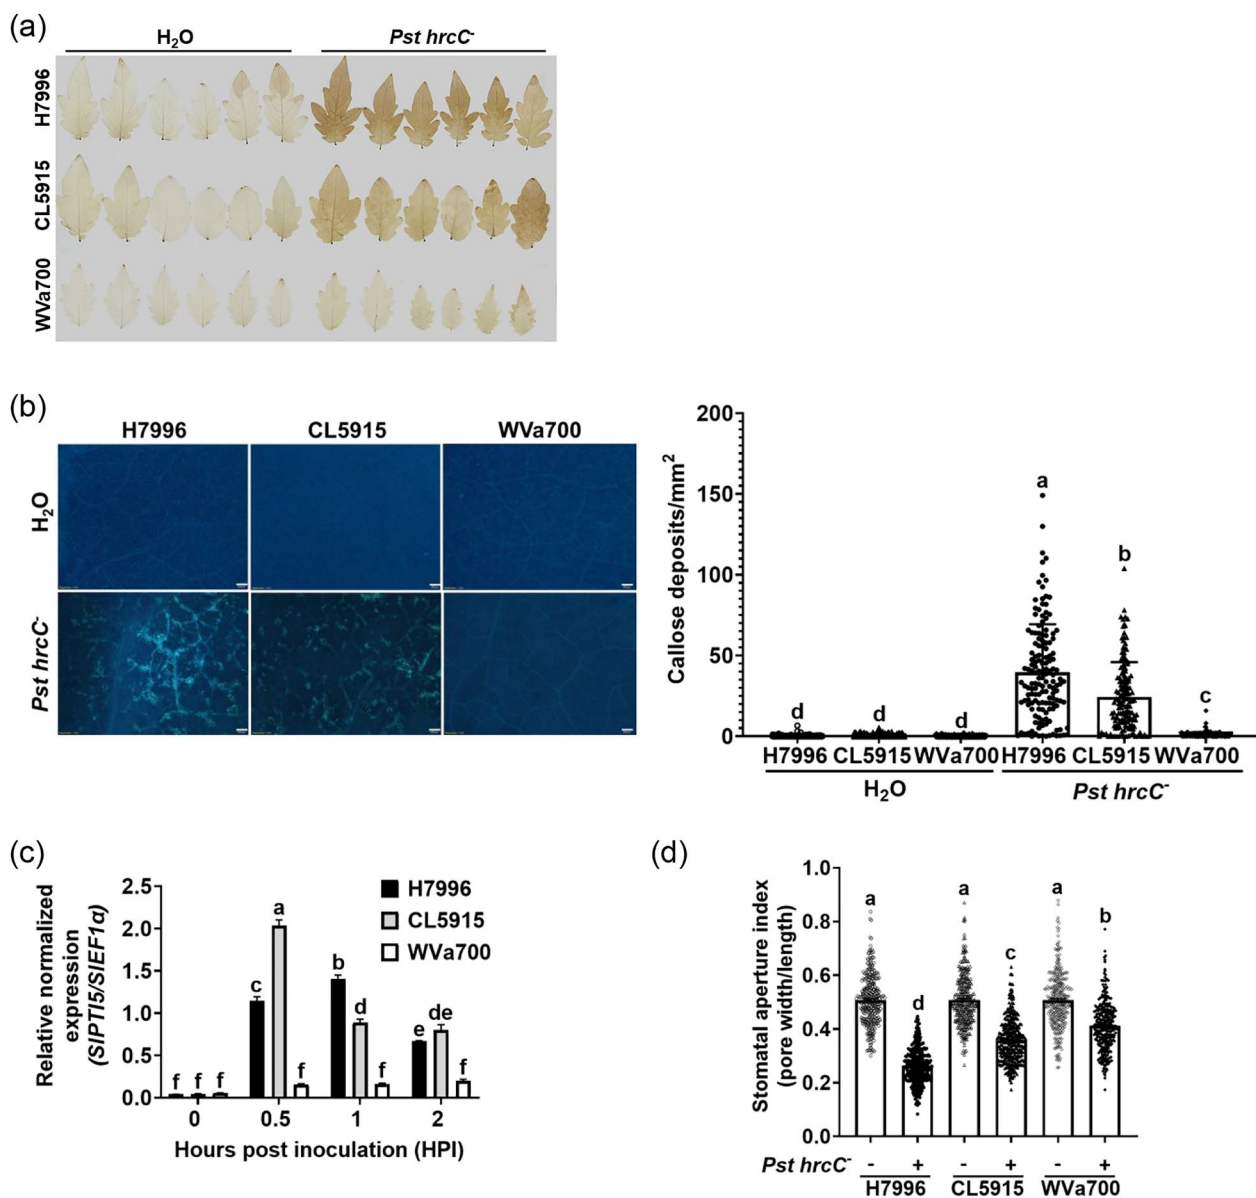 (a)
H₂O Pst hrcC⁻
H7996
CL5915
WVa700
(b)
H7996 CL5915 WVa700
H₂O
Pst hrcC⁻
Callose deposits/mm²
200
150
100
50
0
a
b
c
d d d
H7996 CL5915 WVa700 H7996 CL5915 WVa700
H₂O Pst hrcC⁻
(c)
Relative normalized
expression
(SlPTI5/SlEF1α)
2.5
2.0
1.5
1.0
0.5
0.0
H7996
CL5915
WVa700
f f f c a f b d f e de f
0 0.5 1 2
Hours post inoculation (HPI)
(d)
Stomatal aperture index
(pore width/length)
1.0
0.8
0.6
0.4
0.2
0.0
a d a c a b
Pst hrcC⁻ - + - + - +
H7996 CL5915 WVa700